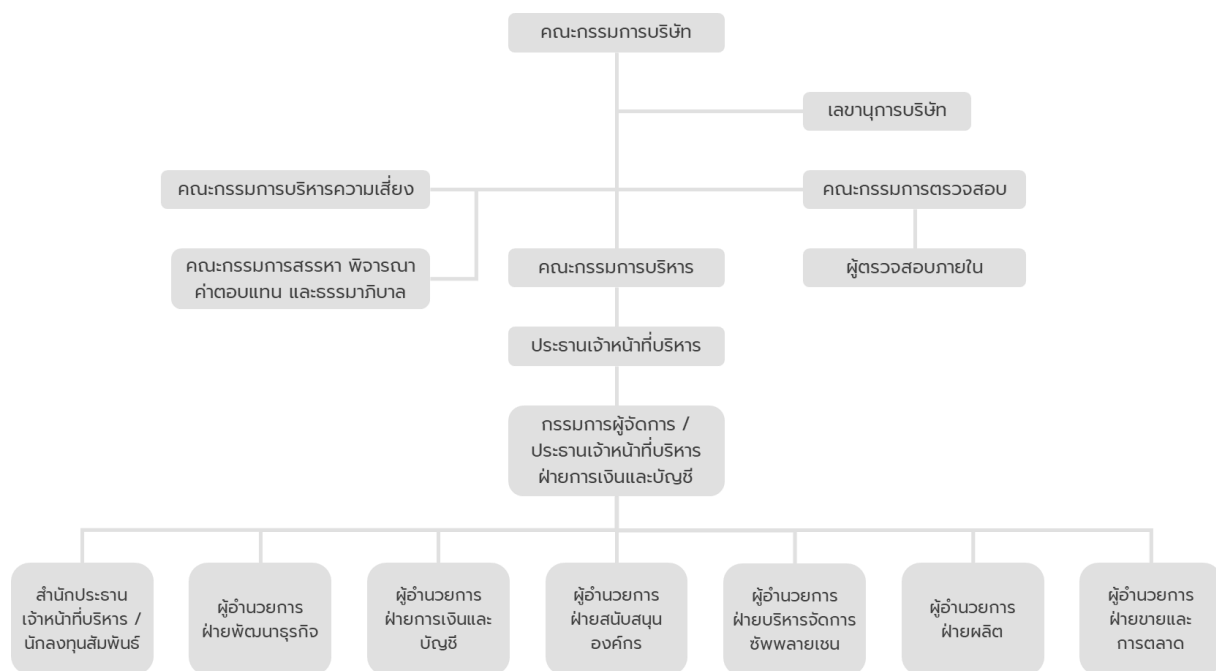 คณะกรรมการบริษัท
เลขานุการบริษัท
คณะกรรมการบริหารความเสี่ยง
คณะกรรมการตรวจสอบ
คณะกรรมการสรรหา พิจารณา
ค่าตอบแทน และธรรมาภิบาล
คณะกรรมการบริหาร
ผู้ตรวจสอบภายใน
ประธานเจ้าหน้าที่บริหาร
กรรมการผู้จัดการ /
ประธานเจ้าหน้าที่บริหาร
ฝ่ายการเงินและบัญชี
สำนักประธาน
เจ้าหน้าที่บริหาร /
นักลงทุนสัมพันธ์
ผู้อำนวยการ
ฝ่ายพัฒนาธุรกิจ
ผู้อำนวยการ
ฝ่ายการเงินและ
บัญชี
ผู้อำนวยการ
ฝ่ายสนับสนุน
องค์กร
ผู้อำนวยการ
ฝ่ายบริหารจัดการ
ซัพพลายเชน
ผู้อำนวยการ
ฝ่ายผลิต
ผู้อำนวยการ
ฝ่ายขายและ
การตลาด